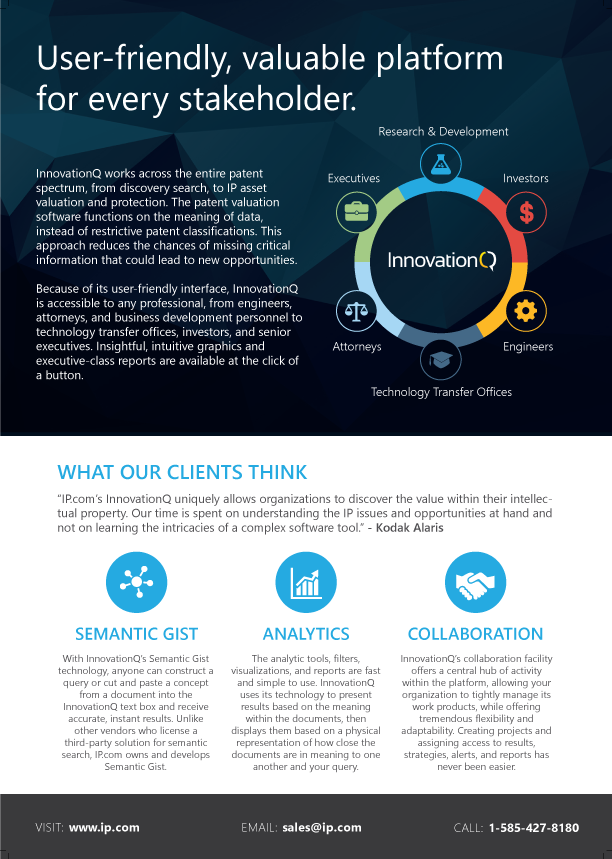 User-friendly, valuable platform
for every stakeholder.
InnovationQ works across the entire patent
spectrum, from discovery search, to IP asset
valuation and protection. The patent valuation
software functions on the meaning of data,
instead of restrictive patent classifications. This
approach reduces the chances of missing critical
information that could lead to new opportunities.
Because of its user-friendly interface, InnovationQ
is accessible to any professional, from engineers,
attorneys, and business development personnel to
technology transfer offices, investors, and senior
executives. Insightful, intuitive graphics and
executive-class reports are available at the click of
a button.
Research & Development
Executives
Investors
$
InnovationQ
Attorneys
Engineers
Technology Transfer Offices
WHAT OUR CLIENTS THINK
“IP.com’s InnovationQ uniquely allows organizations to discover the value within their intellec-
tual property. Our time is spent on understanding the IP issues and opportunities at hand and
not on learning the intricacies of a complex software tool.” - Kodak Alaris
SEMANTIC GIST
With InnovationQ’s Semantic Gist
technology, anyone can construct a
query or cut and paste a concept
from a document into the
InnovationQ text box and receive
accurate, instant results. Unlike
other vendors who license a
third-party solution for semantic
search, IP.com owns and develops
Semantic Gist.
ANALYTICS
The analytic tools, filters,
visualizations, and reports are fast
and simple to use. InnovationQ
uses its technology to present
results based on the meaning
within the documents, then
displays them based on a physical
representation of how close the
documents are in meaning to one
another and your query.
COLLABORATION
InnovationQ’s collaboration facility
offers a central hub of activity
within the platform, allowing your
organization to tightly manage its
work products, while offering
tremendous flexibility and
adaptability. Creating projects and
assigning access to results,
strategies, alerts, and reports has
never been easier.
VISIT: www.ip.com
EMAIL: sales@ip.com
CALL: 1-585-427-8180